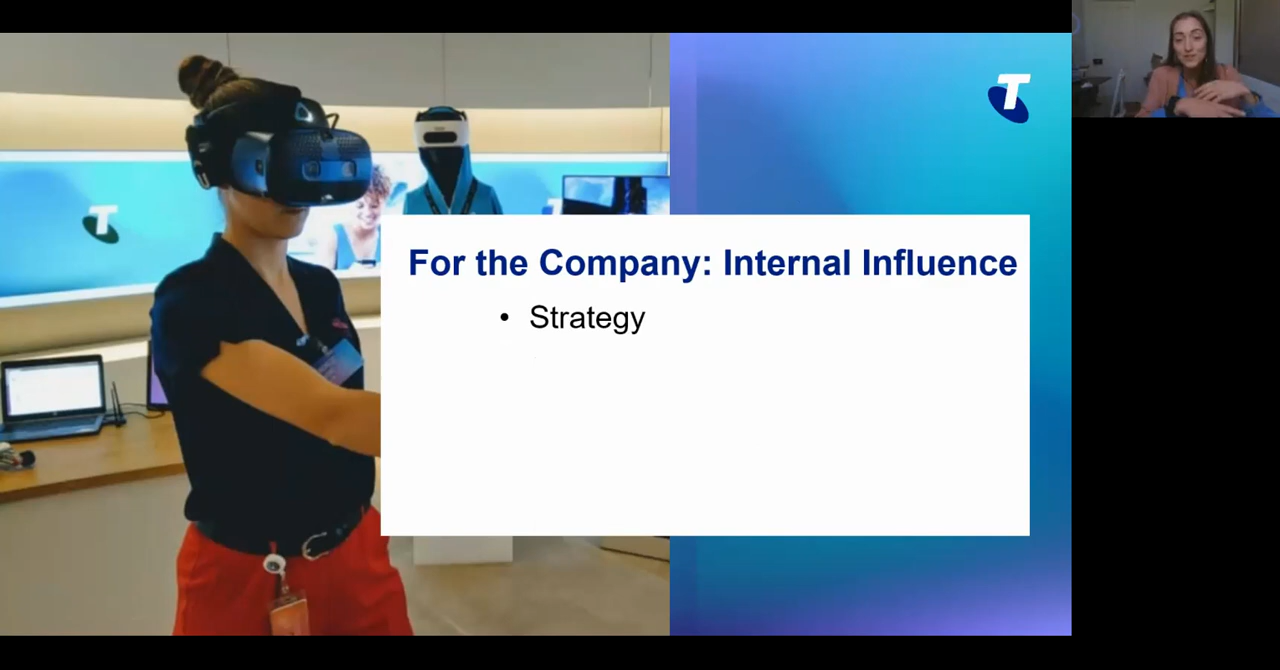 For the Company: Internal Influence
• Strategy